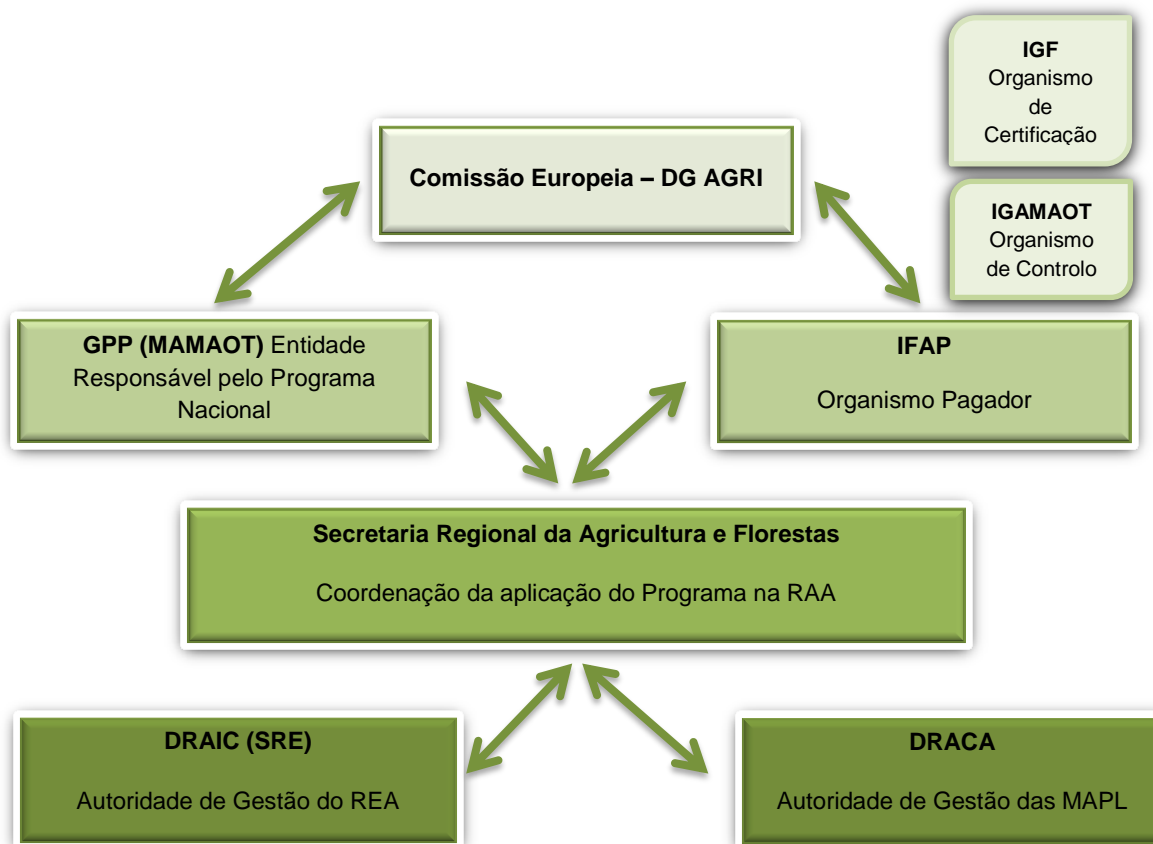 IGF
Organismo
de
Certificação
Comissão Europeia – DG AGRI
IGAMAOT
Organismo
de Controlo
GPP (MAMAOT) Entidade
Responsável pelo Programa
Nacional
IFAP
Organismo Pagador
Secretaria Regional da Agricultura e Florestas
Coordenação da aplicação do Programa na RAA
DRAIC (SRE)
Autoridade de Gestão do REA
DRACA
Autoridade de Gestão das MAPL